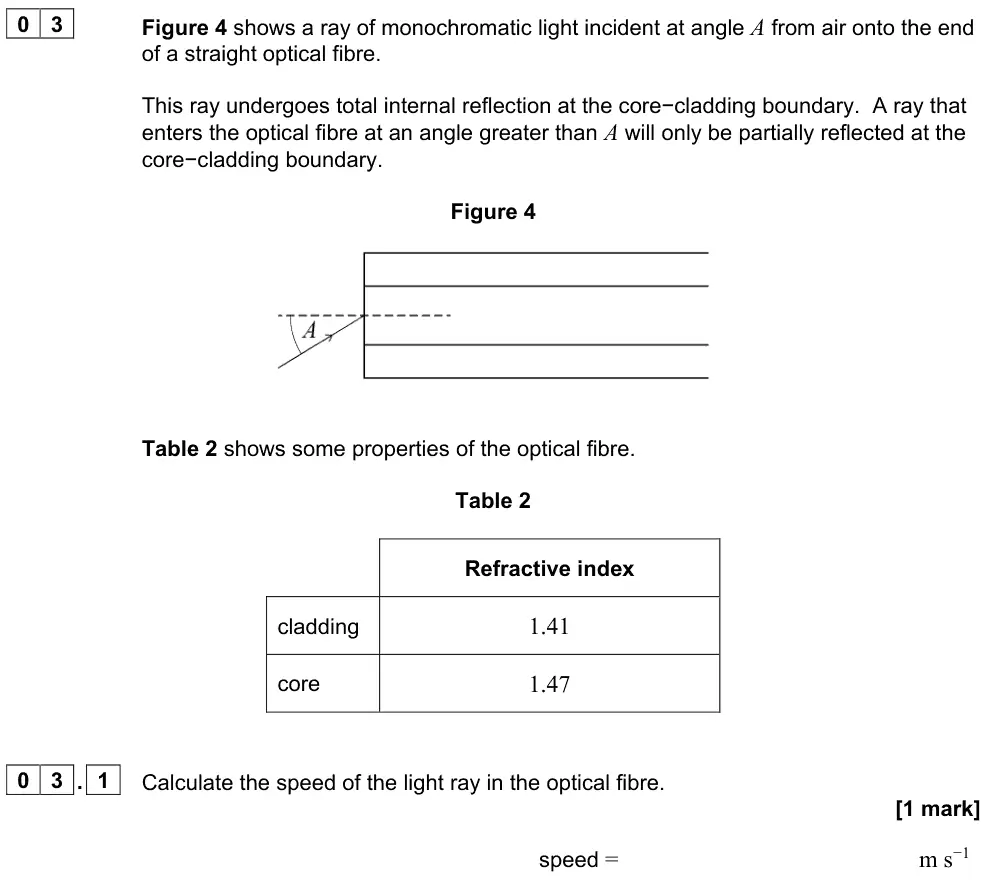 0 3 Figure 4 shows a ray of monochromatic light incident at angle A from air onto the end
of a straight optical fibre.
This ray undergoes total internal reflection at the core−cladding boundary. A ray that
enters the optical fibre at an angle greater than A will only be partially reflected at the
core−cladding boundary.
Figure 4
A
Table 2 shows some properties of the optical fibre.
Table 2
Refractive index
cladding 1.41
core 1.47
0 3 . 1 Calculate the speed of the light ray in the optical fibre.
[1 mark]
speed = m s⁻¹